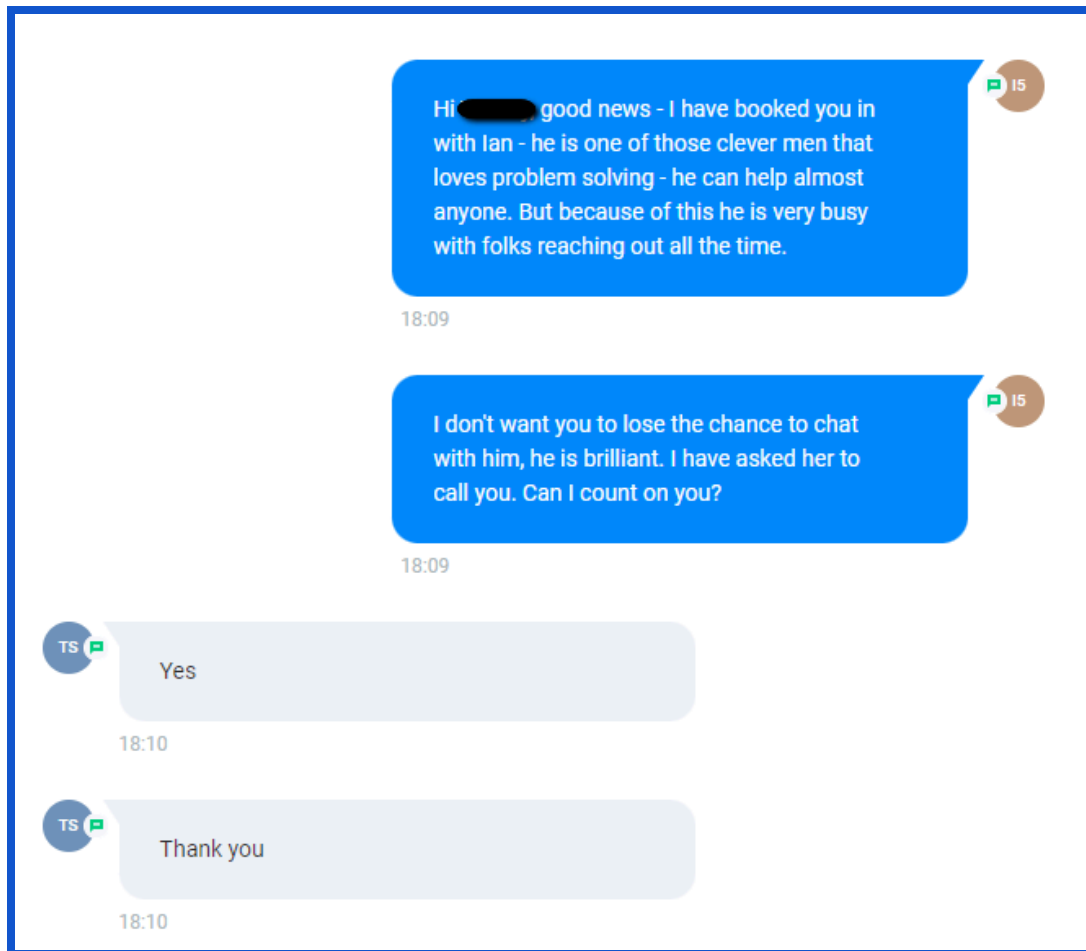 Hi good news - I have booked you in
I5
with Ian - he is one of those clever men that
loves problem solving - he can help almost
anyone. But because of this he is very busy
with folks reaching out all the time.
18:09
I5
I don't want you to lose the chance to chat
with him, he is brilliant. I have asked her to
call you. Can I count on you?
18:09
TS
Yes
18:10
TS
Thank you
18:10